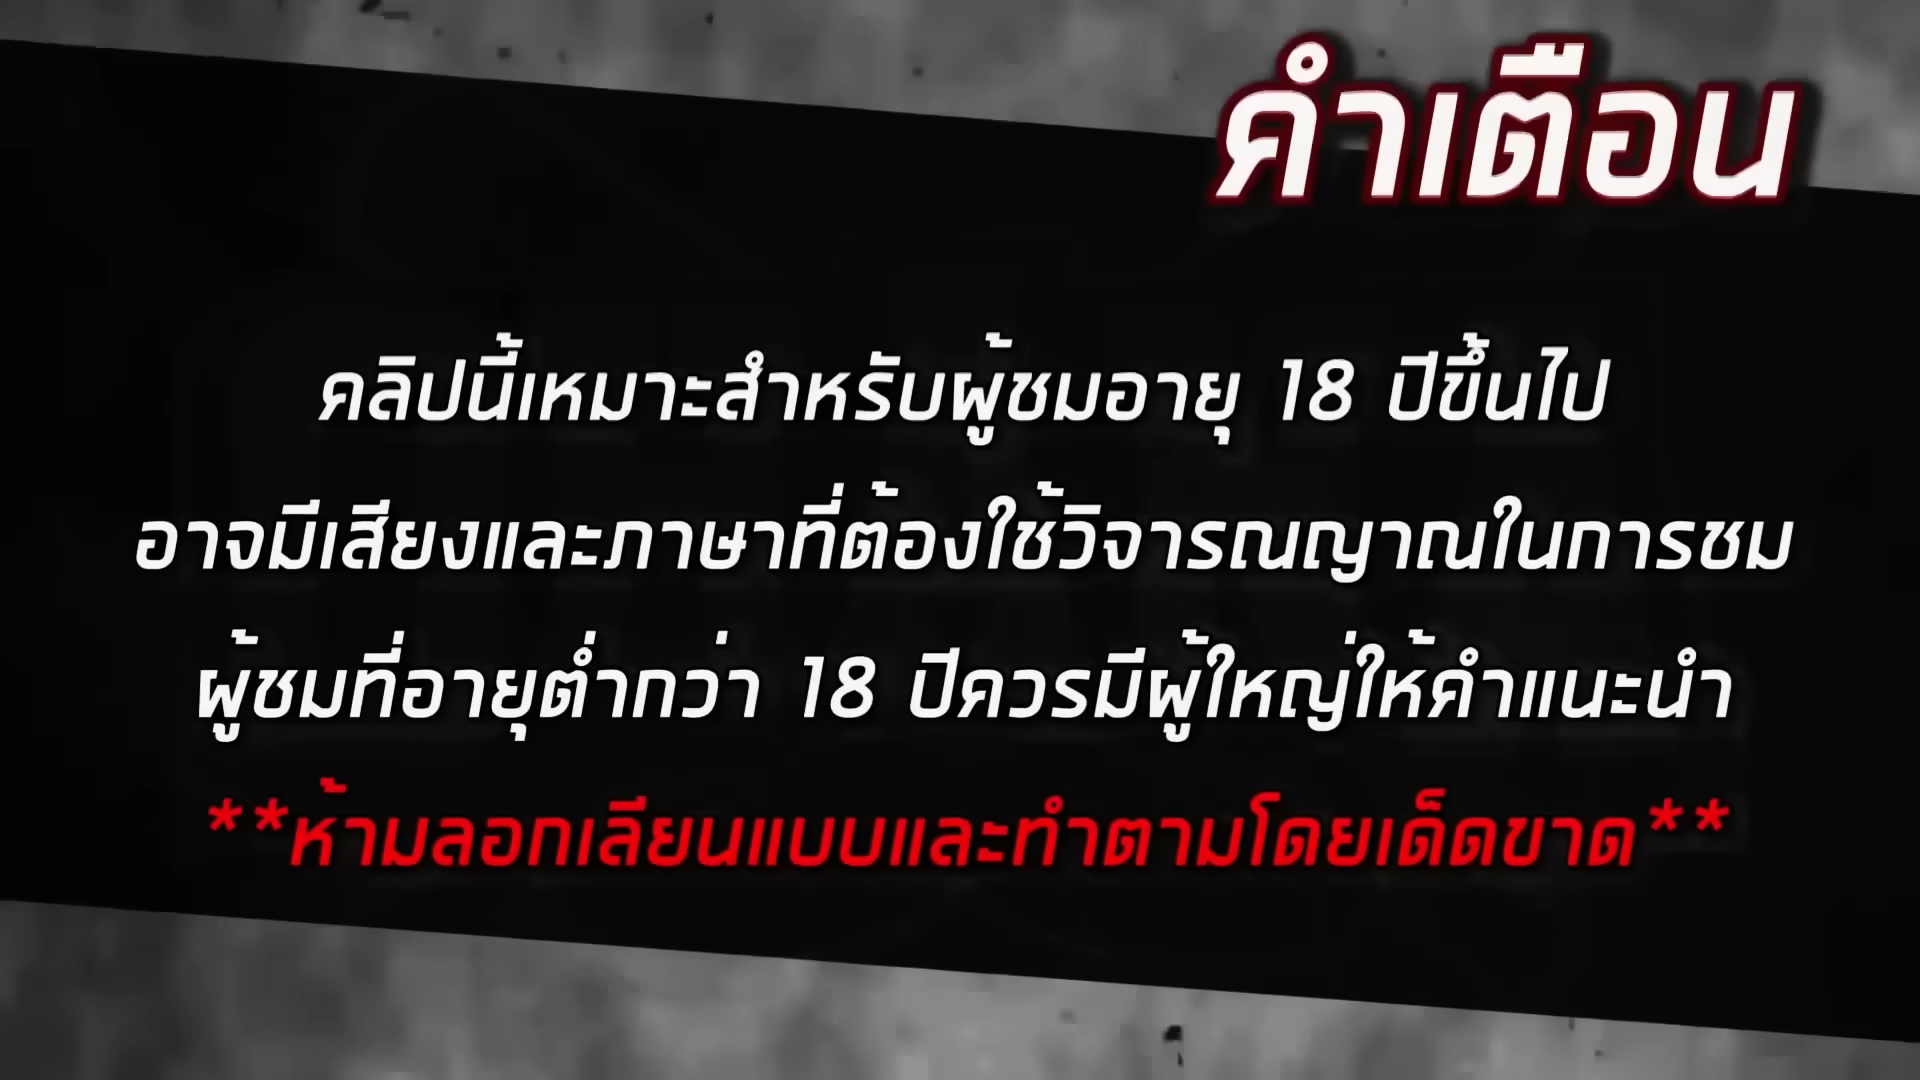 คำเตือน
คลิปนี้เหมาะสำหรับผู้ชมอายุ 18 ปีขึ้นไป
อาจมีเสียงและภาษาที่ต้องใช้วิจารณญาณในการชม
ผู้ชมที่อายุต่ำกว่า 18 ปีควรมีผู้ใหญ่ให้คำแนะนำ
**ห้ามลอกเลียนแบบและทำตามโดยเด็ดขาด**